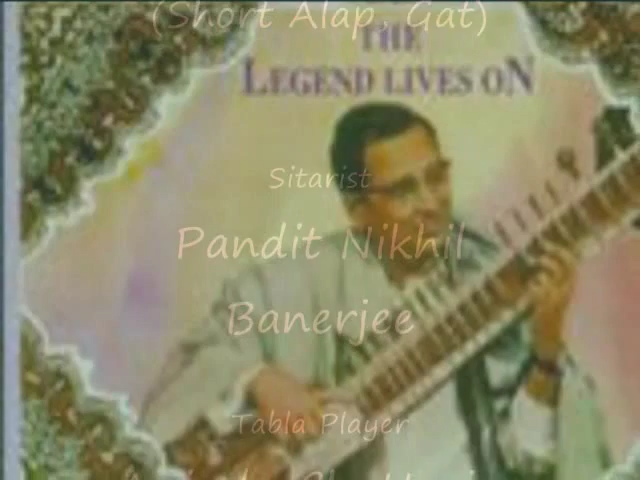 (Short Alap, Gat)
THE
LEGEND LIVES ON
Sitarist
Pandit Nikhil
Banerjee
Tabla Player